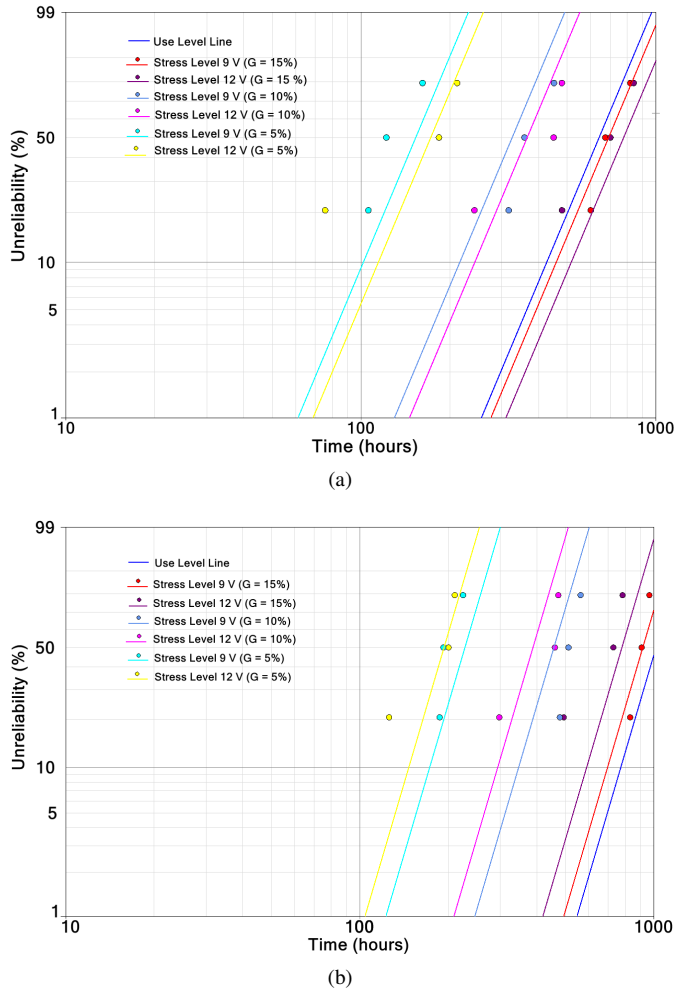 99
Use Level Line
Stress Level 9 V (G = 15%)
Stress Level 12 V (G = 15 %)
Stress Level 9 V (G = 10%)
Stress Level 12 V (G = 10%)
Stress Level 9 V (G = 5%)
Stress Level 12 V (G = 5%)
50
10
5
1
Unreliability (%)
10 100 1000
Time (hours)
(a)
99
Use Level Line
Stress Level 9 V (G = 15%)
Stress Level 12 V (G = 15%)
Stress Level 9 V (G = 10%)
Stress Level 12 V (G = 10%)
Stress Level 9 V (G = 5%)
Stress Level 12 V (G = 5%)
50
10
5
1
Unreliability (%)
10 100 1000
Time (hours)
(b)